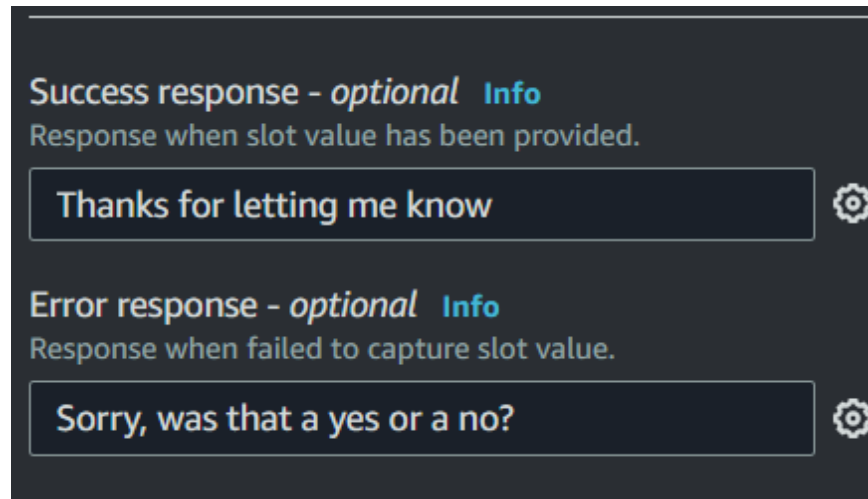 Success response - optional Info
Response when slot value has been provided.
Thanks for letting me know
Error response - optional Info
Response when failed to capture slot value.
Sorry, was that a yes or a no?